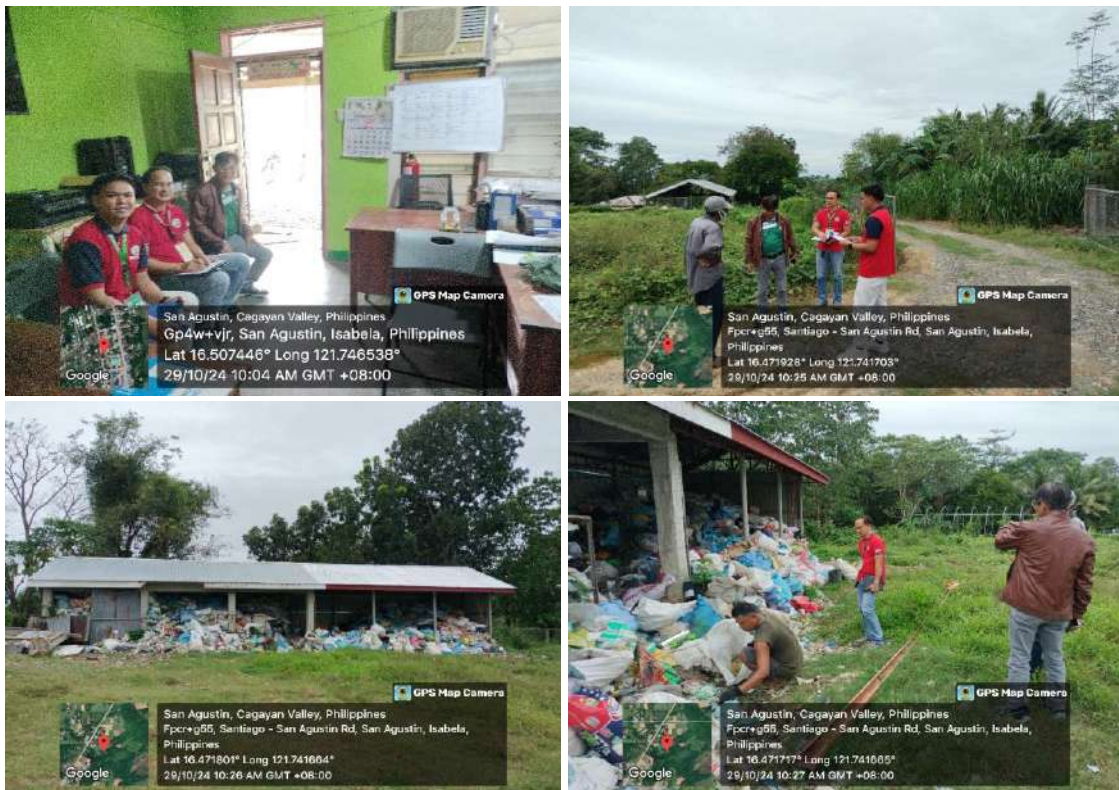 GPS Map Camera
San Agustin, Cagayan Valley, Philippines
Gp4w+vjr, San Agustin, Isabela, Philippines
Lat 16.507446° Long 121.746538°
29/10/24 10:04 AM GMT +08:00
Google
GPS Map Camera
San Agustin, Cagayan Valley, Philippines
Fpcr+g55, Santiago - San Agustin Rd, San Agustin, Isabela,
Philippines
Lat 16.471928° Long 121.741703°
29/10/24 10:25 AM GMT +08:00
Google
GPS Map Camera
San Agustin, Cagayan Valley, Philippines
Fpcr+g55, Santiago - San Agustin Rd, San Agustin, Isabela,
Philippines
Lat 16.471801° Long 121.741664°
29/10/24 10:26 AM GMT +08:00
Google
GPS Map Camera
San Agustin, Cagayan Valley, Philippines
Fpcr+g55, Santiago - San Agustin Rd, San Agustin, Isabela,
Philippines
Lat 16.471717° Long 121.741665°
29/10/24 10:27 AM GMT +08:00
Google